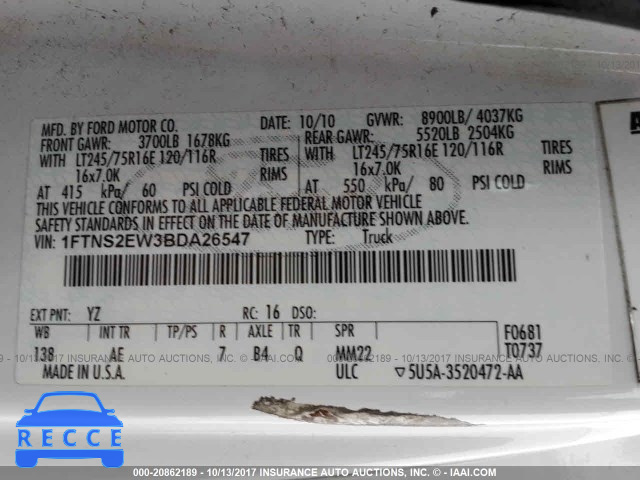 MFD. BY FORD MOTOR CO. DATE: 10/10 GVWR: 8900LB/ 4037KG
FRONT GAWR: 3700LB 1678KG REAR GAWR: 5520LB 2504KG
WITH LT245/75R16E 120/116R TIRES WITH LT245/75R16E 120/116R TIRES
16x7.0K RIMS 16x7.0K RIMS
AT 415 kPa/ 60 PSI COLD AT 550 kPa/ 80 PSI COLD
THIS VEHICLE CONFORMS TO ALL APPLICABLE FEDERAL MOTOR VEHICLE
SAFETY STANDARDS IN EFFECT ON THE DATE OF MANUFACTURE SHOWN ABOVE.
VIN: 1FTNS2EW3BDA26547 TYPE: Truck
EXT PNT: YZ RC: 16 DSO:
WB INT TR TP/PS R AXLE TR SPR F0681
138 AE 7 B4 Q MM22 T0737
MADE IN U.S.A. ULC ▽5U5A-3520472-AA
RECCE
000-20862189 - 10/13/2017 INSURANCE AUTO AUCTIONS INC. © - IAAI.COM